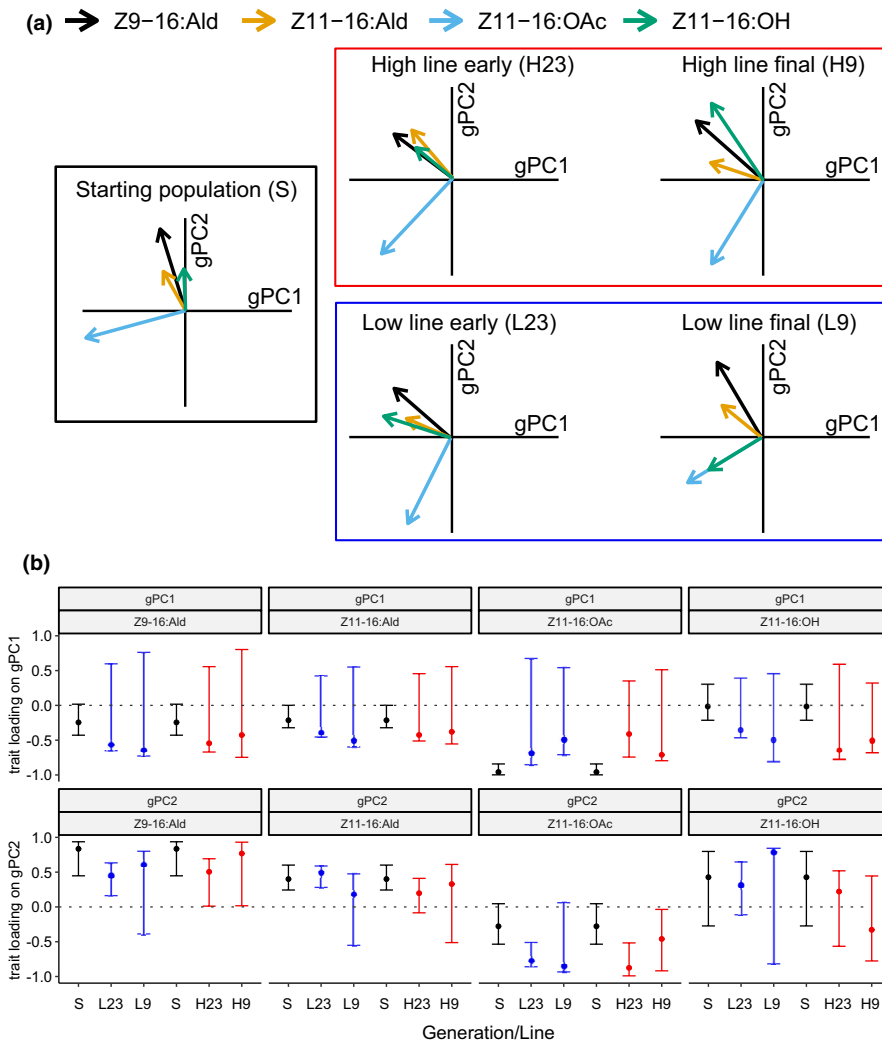 (a) Z9−16:Ald Z11−16:Ald Z11−16:OAc Z11−16:OH
Starting population (S)
gPC2
gPC1
High line early (H23)
gPC2
gPC1
High line final (H9)
gPC2
gPC1
Low line early (L23)
gPC2
gPC1
Low line final (L9)
gPC2
gPC1
(b)
gPC1 gPC1 gPC1 gPC1
Z9-16:Ald Z11-16:Ald Z11-16:OAc Z11-16:OH
trait loading on gPC1
1.0
0.5
0.0
-0.5
-1.0
gPC2 gPC2 gPC2 gPC2
Z9-16:Ald Z11-16:Ald Z11-16:OAc Z11-16:OH
trait loading on gPC2
1.0
0.5
0.0
-0.5
-1.0
S L23 L9 S H23 H9 S L23 L9 S H23 H9 S L23 L9 S H23 H9 S L23 L9 S H23 H9
Generation/Line